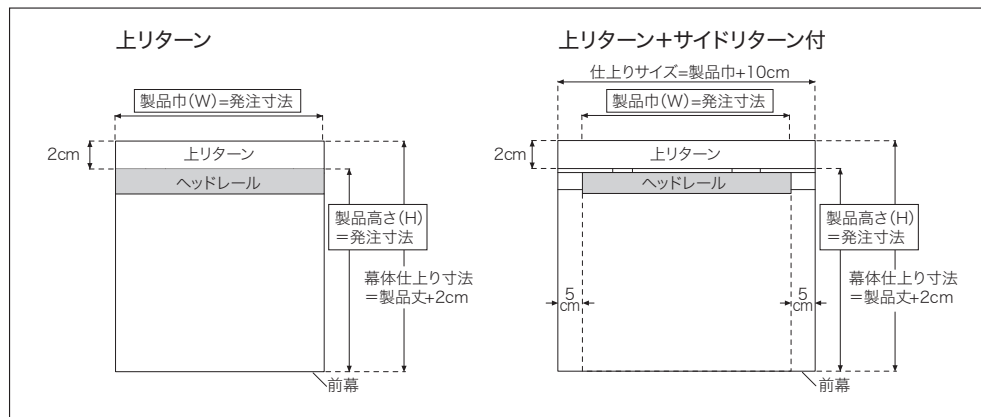 上リターン
製品巾(W)=発注寸法
2cm
上リターン
ヘッドレール
製品高さ(H)
=発注寸法
幕体仕上り寸法
=製品丈+2cm
前幕
上リターン+サイドリターン付
仕上りサイズ=製品巾+10cm
製品巾(W)=発注寸法
2cm
上リターン
ヘッドレール
製品高さ(H)
=発注寸法
幕体仕上り寸法
=製品丈+2cm
5
cm
5
cm
前幕